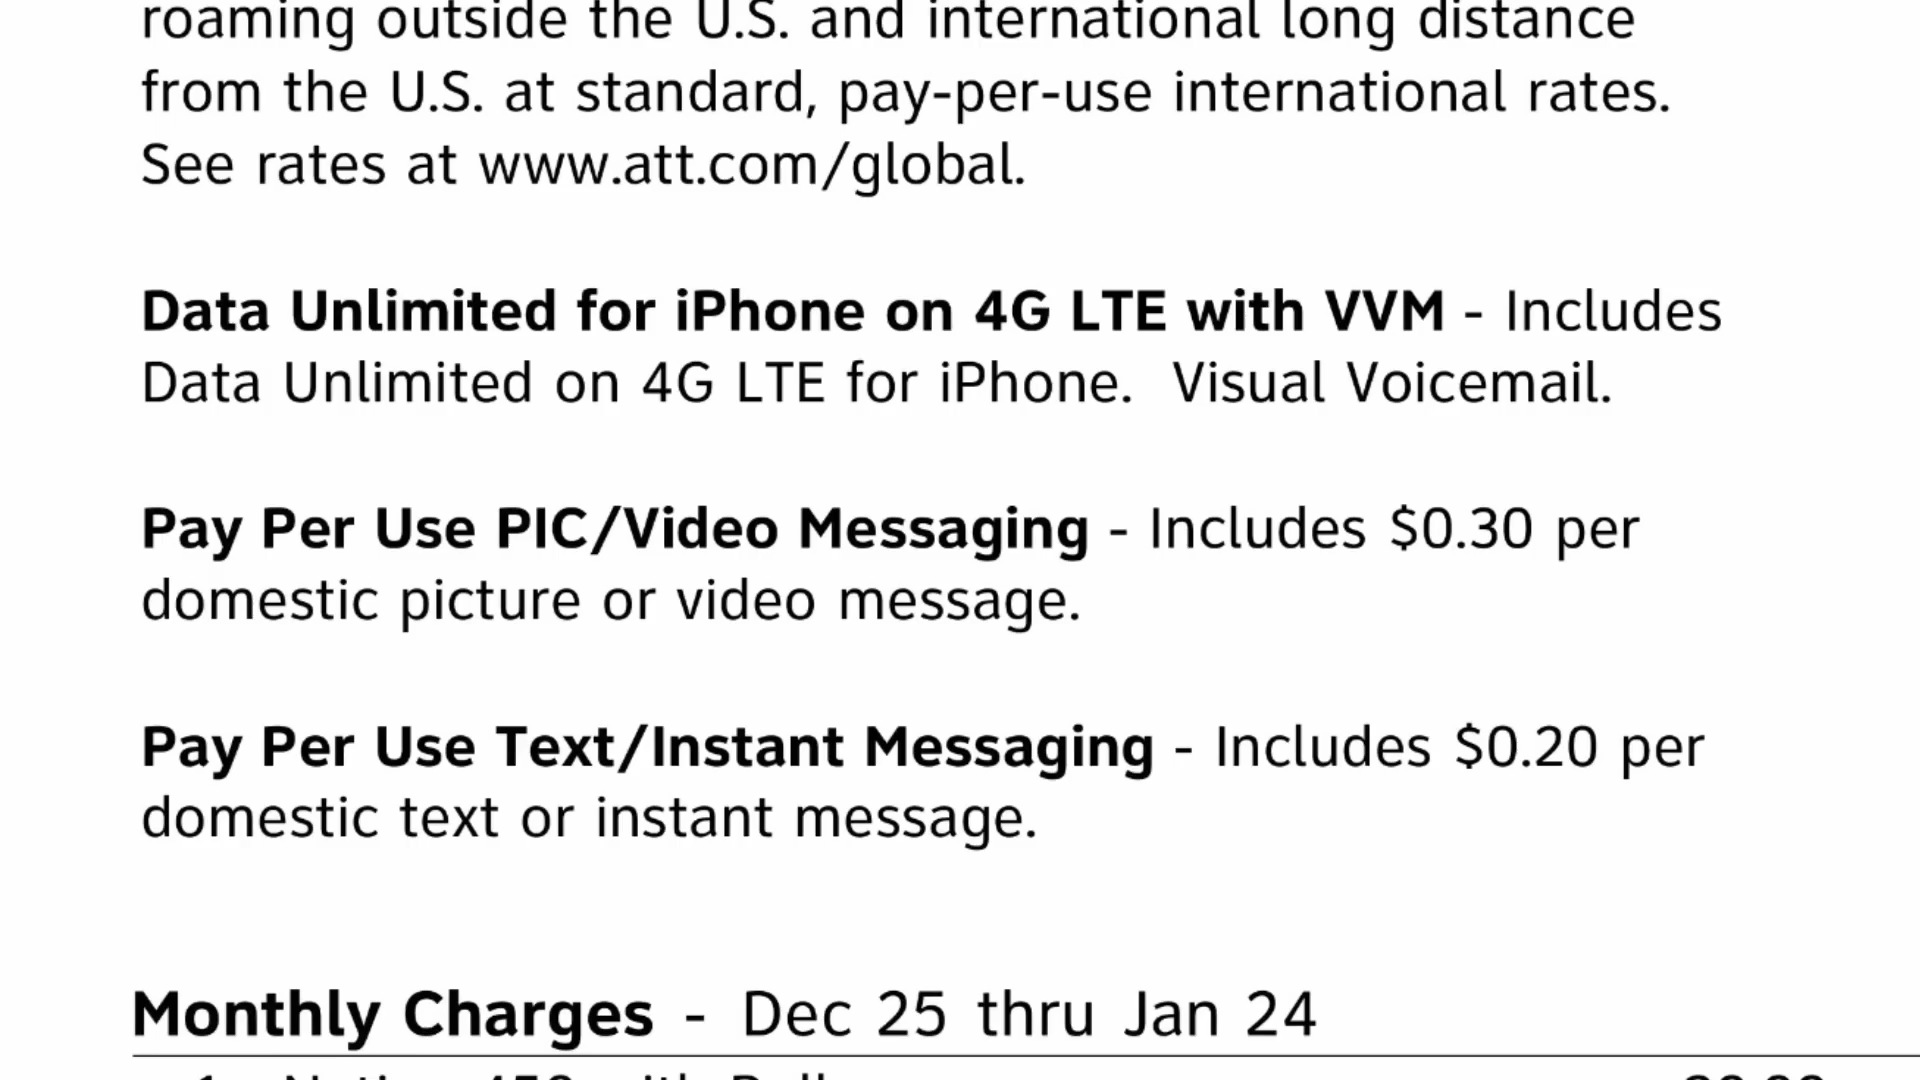 roaming outside the U.S. and international long distance
from the U.S. at standard, pay-per-use international rates.
See rates at www.att.com/global.
Data Unlimited for iPhone on 4G LTE with VVM - Includes
Data Unlimited on 4G LTE for iPhone.  Visual Voicemail.
Pay Per Use PIC/Video Messaging - Includes $0.30 per
domestic picture or video message.
Pay Per Use Text/Instant Messaging - Includes $0.20 per
domestic text or instant message.
Monthly Charges - Dec 25 thru Jan 24